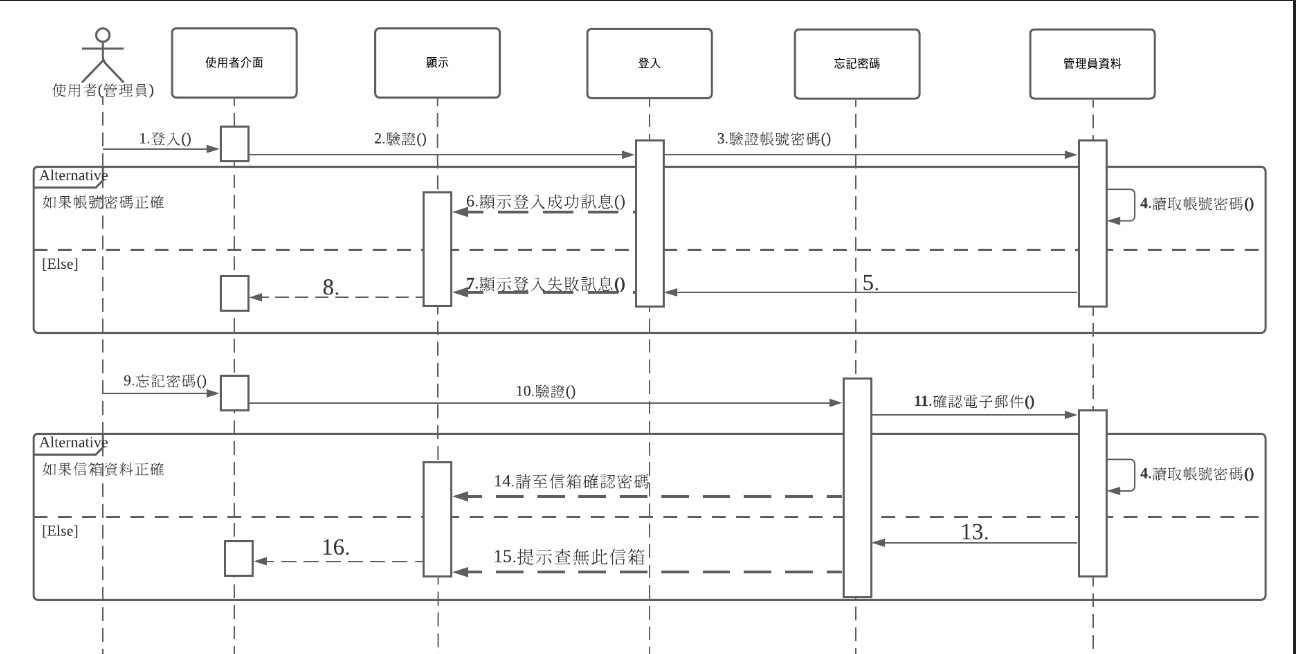 使用者介面
顯示
登入
忘記密碼
管理員資料
使用者(管理員)
1.登入()
2.驗證()
3.驗證帳號密碼()
Alternative
如果帳號密碼正確
6.顯示登入成功訊息()
4.讀取帳號密碼()
[Else]
7.顯示登入失敗訊息()
5.
8.
9.忘記密碼()
10.驗證()
11.確認電子郵件()
Alternative
如果信箱資料正確
14.請至信箱確認密碼
4.讀取帳號密碼()
[Else]
13.
16.
15.提示查無此信箱